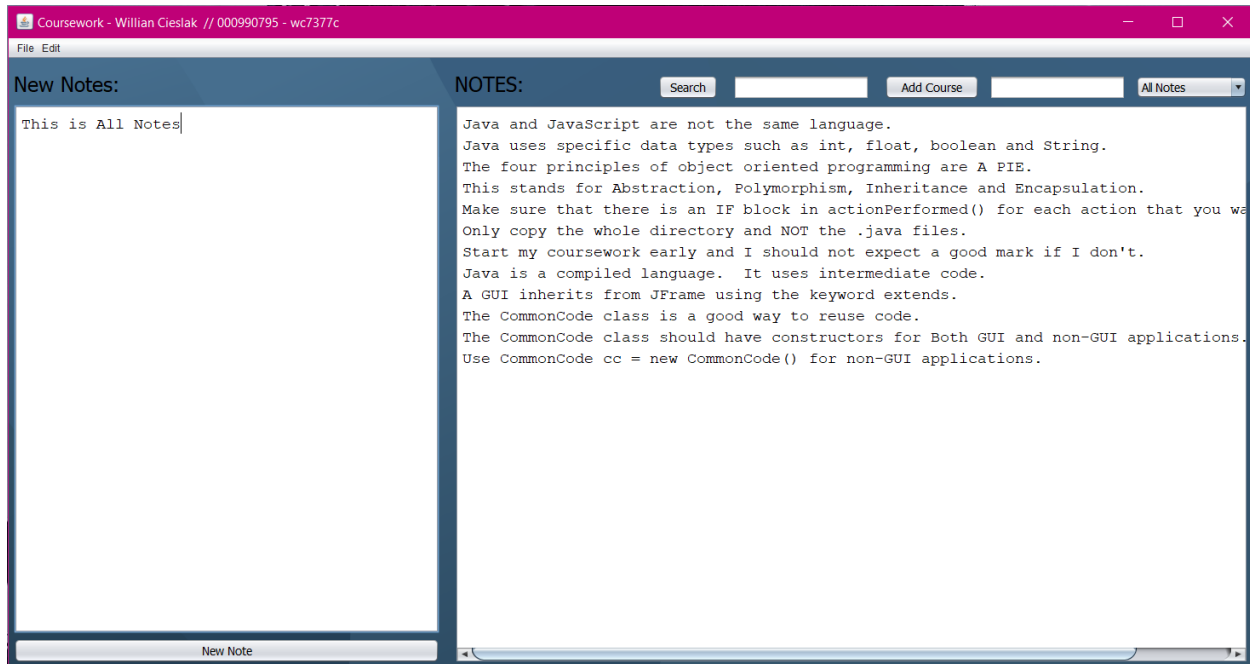 Coursework - Willian Cieslak // 000990795 - wc7377c
File Edit
New Notes:
NOTES:
Search
Add Course
All Notes
This is All Notes
Java and JavaScript are not the same language.
Java uses specific data types such as int, float, boolean and String.
The four principles of object oriented programming are A PIE.
This stands for Abstraction, Polymorphism, Inheritance and Encapsulation.
Make sure that there is an IF block in actionPerformed() for each action that you wa
Only copy the whole directory and NOT the .java files.
Start my coursework early and I should not expect a good mark if I don't.
Java is a compiled language.  It uses intermediate code.
A GUI inherits from JFrame using the keyword extends.
The CommonCode class is a good way to reuse code.
The CommonCode class should have constructors for Both GUI and non-GUI applications.
Use CommonCode cc = new CommonCode() for non-GUI applications.
New Note